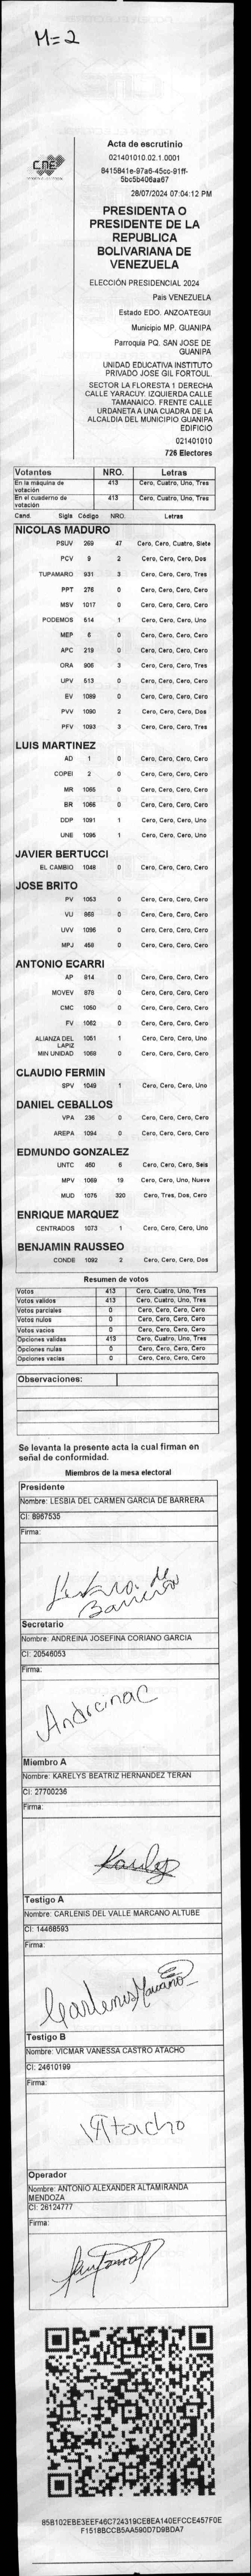 M=2
CNE
Acta de escrutinio
021401010.02.1.0001
8415841e-97a6-45cc-91ff-
5bc5b406aa67
28/07/2024 07:04:12 PM
PRESIDENTA O
PRESIDENTE DE LA
REPUBLICA
BOLIVARIANA DE
VENEZUELA
ELECCIÓN PRESIDENCIAL 2024
Pais VENEZUELA
Estado EDO. ANZOATEGUI
Municipio MP. GUANIPA
Parroquia PQ. SAN JOSE DE
GUANIPA
UNIDAD EDUCATIVA INSTITUTO
PRIVADO JOSE GIL FORTOUL.
SECTOR LA FLORESTA 1 DERECHA
CALLE YARACUY. IZQUIERDA CALLE
TAMANAICO. FRENTE CALLE
URDANETA A UNA CUADRA DE LA
ALCALDIA DEL MUNICIPIO GUANIPA
EDIFICIO
021401010
726 Electores
Votantes NRO. Letras
En la máquina de votación 413 Cero, Cuatro, Uno, Tres
En el cuaderno de votación 413 Cero, Cuatro, Uno, Tres
Cand. Sigla Código NRO. Letras
NICOLAS MADURO
PSUV 269 47 Cero, Cero, Cuatro, Siete
PCV 9 2 Cero, Cero, Cero, Dos
TUPAMARO 931 3 Cero, Cero, Cero, Tres
PPT 276 0 Cero, Cero, Cero, Cero
MSV 1017 0 Cero, Cero, Cero, Cero
PODEMOS 614 1 Cero, Cero, Cero, Uno
MEP 6 0 Cero, Cero, Cero, Cero
APC 219 0 Cero, Cero, Cero, Cero
ORA 906 3 Cero, Cero, Cero, Tres
UPV 613 0 Cero, Cero, Cero, Cero
EV 1089 0 Cero, Cero, Cero, Cero
PVV 1090 2 Cero, Cero, Cero, Dos
PFV 1093 3 Cero, Cero, Cero, Tres
LUIS MARTINEZ
AD 1 0 Cero, Cero, Cero, Cero
COPEI 2 0 Cero, Cero, Cero, Cero
MR 1065 0 Cero, Cero, Cero, Cero
BR 1066 0 Cero, Cero, Cero, Cero
DDP 1091 1 Cero, Cero, Cero, Uno
UNE 1095 1 Cero, Cero, Cero, Uno
JAVIER BERTUCCI
EL CAMBIO 1048 0 Cero, Cero, Cero, Cero
JOSE BRITO
PV 1053 0 Cero, Cero, Cero, Cero
VU 868 0 Cero, Cero, Cero, Cero
UVV 1096 0 Cero, Cero, Cero, Cero
MPJ 458 0 Cero, Cero, Cero, Cero
ANTONIO ECARRI
AP 914 0 Cero, Cero, Cero, Cero
MOVEV 878 0 Cero, Cero, Cero, Cero
CMC 1050 0 Cero, Cero, Cero, Cero
FV 1062 0 Cero, Cero, Cero, Cero
ALIANZA DEL LAPIZ 1061 1 Cero, Cero, Cero, Uno
MIN UNIDAD 1068 0 Cero, Cero, Cero, Cero
CLAUDIO FERMIN
SPV 1049 1 Cero, Cero, Cero, Uno
DANIEL CEBALLOS
VPA 236 0 Cero, Cero, Cero, Cero
AREPA 1094 0 Cero, Cero, Cero, Cero
EDMUNDO GONZALEZ
UNTC 460 6 Cero, Cero, Cero, Seis
MPV 1069 19 Cero, Cero, Uno, Nueve
MUD 1076 320 Cero, Tres, Dos, Cero
ENRIQUE MARQUEZ
CENTRADOS 1073 1 Cero, Cero, Cero, Uno
BENJAMIN RAUSSEO
CONDE 1092 2 Cero, Cero, Cero, Dos
Resumen de votos
Votos 413 Cero, Cuatro, Uno, Tres
Votos validos 413 Cero, Cuatro, Uno, Tres
Votos parciales 0 Cero, Cero, Cero, Cero
Votos nulos 0 Cero, Cero, Cero, Cero
Votos vacios 0 Cero, Cero, Cero, Cero
Opciones validas 413 Cero, Cuatro, Uno, Tres
Opciones nulas 0 Cero, Cero, Cero, Cero
Opciones vacias 0 Cero, Cero, Cero, Cero
Observaciones:
Se levanta la presente acta la cual firman en
señal de conformidad.
Miembros de la mesa electoral
Presidente
Nombre: LESBIA DEL CARMEN GARCIA DE BARRERA
CI: 8967535
Firma:
Secretario
Nombre: ANDREINA JOSEFINA CORIANO GARCIA
CI: 20546053
Firma:
AndreinaC
Miembro A
Nombre: KARELYS BEATRIZ HERNANDEZ TERAN
CI: 27700236
Firma:
Testigo A
Nombre: CARLENIS DEL VALLE MARCANO ALTUBE
CI: 14468593
Firma:
Carlenis Marcano
Testigo B
Nombre: VICMAR VANESSA CASTRO ATACHO
CI: 24610199
Firma:
VAtacho
Operador
Nombre: ANTONIO ALEXANDER ALTAMIRANDA
MENDOZA
CI: 26124777
Firma:
85B102EBE3EEF46C724319CE8EA140EFCCE457F0E
F1518BCCB5AA590D7D9BDA7